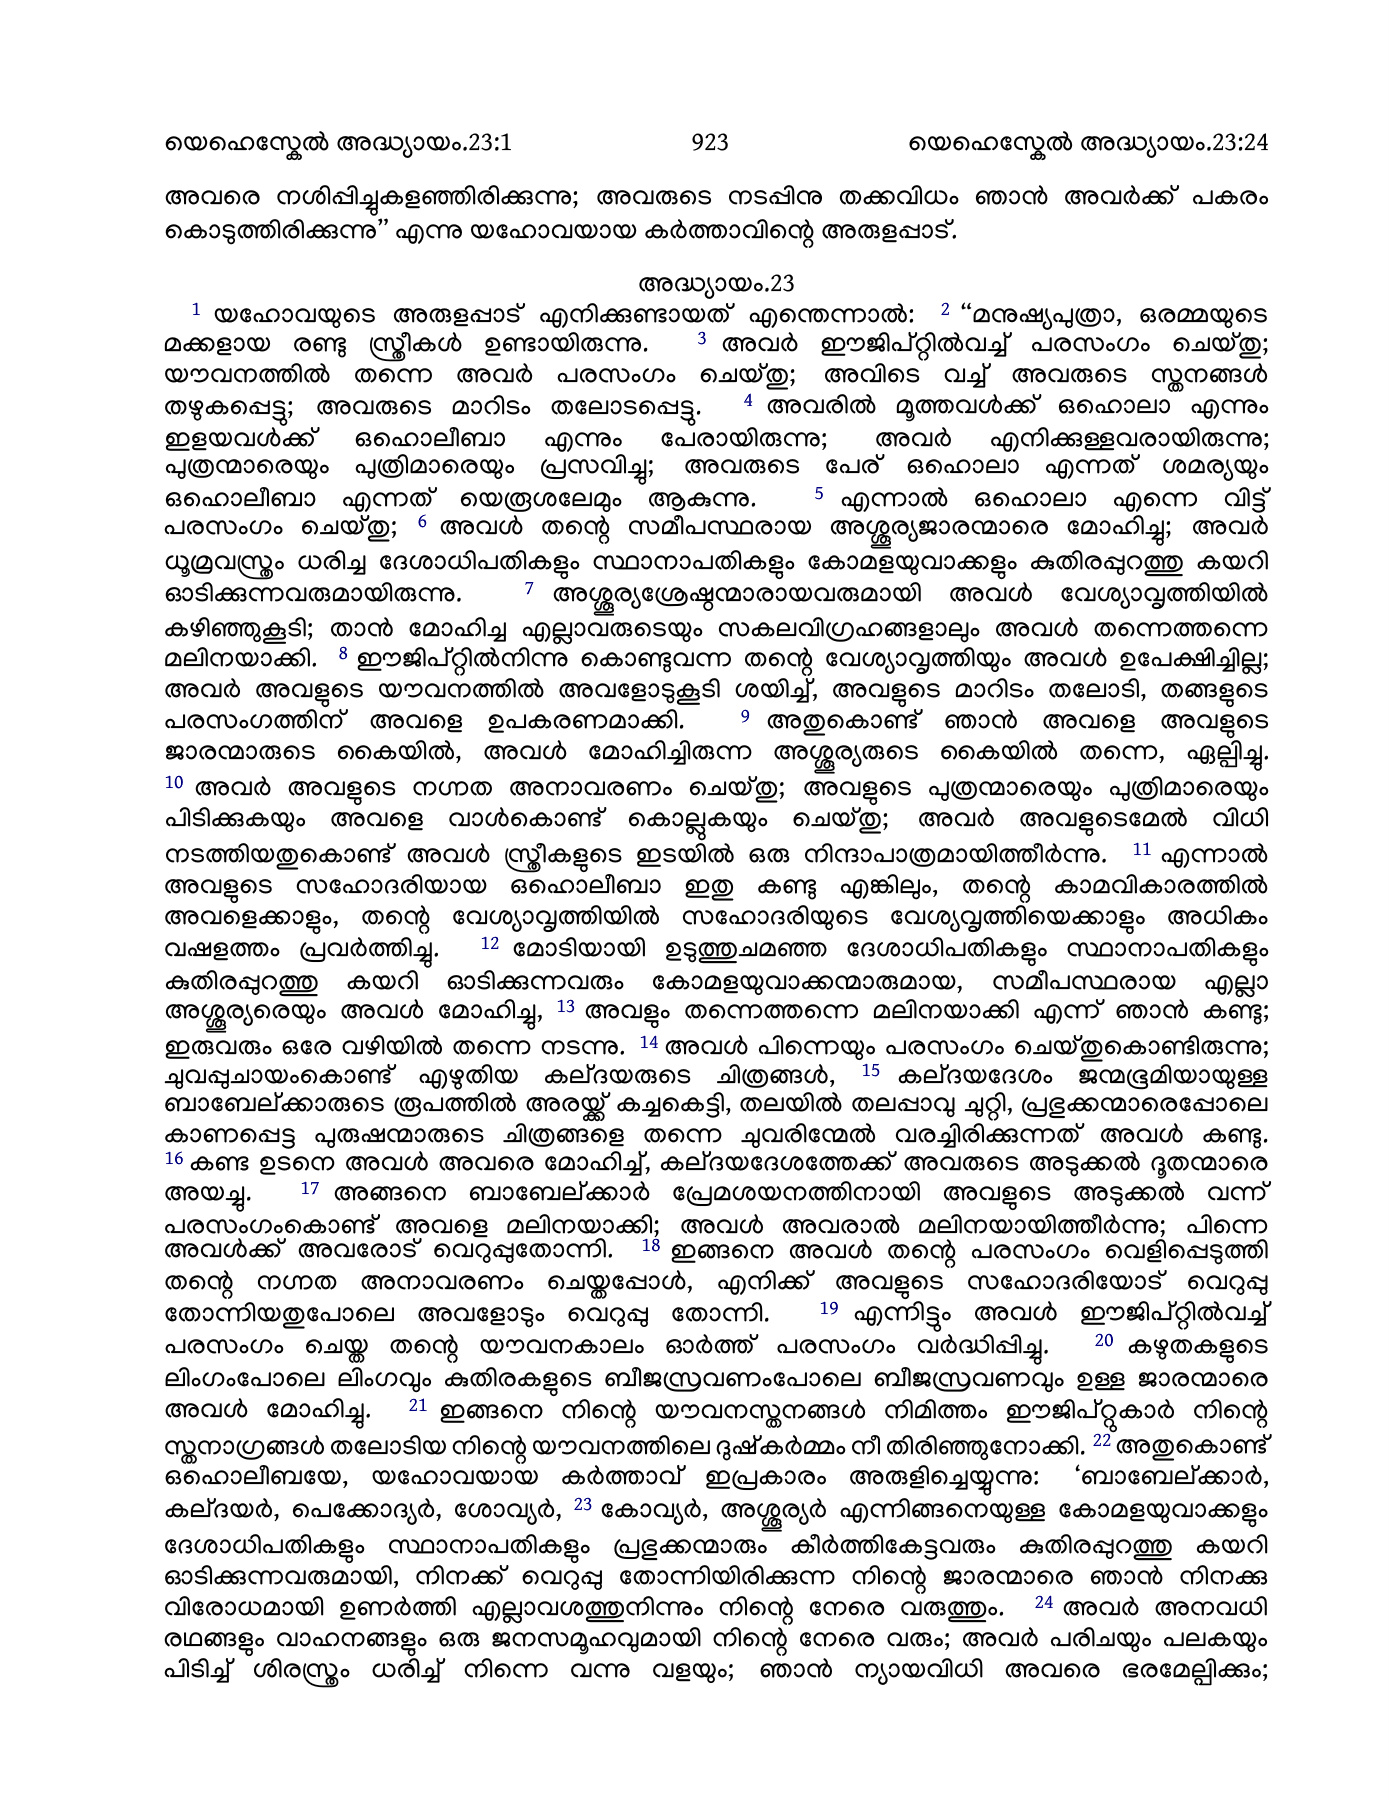 യെഹെസ്കേൽ അദ്ധ്യായം.23:1 923 യെഹെസ്കേൽ അദ്ധ്യായം.23:24
അവരെ നശിപ്പിച്ചുകളഞ്ഞിരിക്കുന്നു; അവരുടെ നടപ്പിനു തക്കവിധം ഞാൻ അവർക്ക് പകരം
കൊടുത്തിരിക്കുന്നു” എന്നു യഹോവയായ കർത്താവിന്റെ അരുളപ്പാട്.
അദ്ധ്യായം.23
1 യഹോവയുടെ അരുളപ്പാട് എനിക്കുണ്ടായത് എന്തെന്നാൽ: 2 “മനുഷ്യപുത്രാ, ഒരമ്മയുടെ
മക്കളായ രണ്ടു സ്ത്രീകൾ ഉണ്ടായിരുന്നു. 3 അവർ ഈജിപ്റ്റിൽവച്ച് പരസംഗം ചെയ്തു;
യൗവനത്തിൽ തന്നെ അവർ പരസംഗം ചെയ്തു; അവിടെ വച്ച് അവരുടെ സ്തനങ്ങൾ
തഴുകപ്പെട്ടു; അവരുടെ മാറിടം തലോടപ്പെട്ടു. 4 അവരിൽ മൂത്തവൾക്ക് ഒഹൊലാ എന്നും
ഇളയവൾക്ക് ഒഹൊലീബാ എന്നും പേരായിരുന്നു; അവർ എനിക്കുള്ളവരായിരുന്നു;
പുത്രന്മാരെയും പുത്രിമാരെയും പ്രസവിച്ചു; അവരുടെ പേര് ഒഹൊലാ എന്നത് ശമര്യയും
ഒഹൊലീബാ എന്നത് യെരൂശലേമും ആകുന്നു. 5 എന്നാൽ ഒഹൊലാ എന്നെ വിട്ട്
പരസംഗം ചെയ്തു; 6 അവൾ തന്റെ സമീപസ്ഥരായ അശ്ശൂര്യജാരന്മാരെ മോഹിച്ചു; അവർ
ധൂമ്രവസ്ത്രം ധരിച്ച ദേശാധിപതികളും സ്ഥാനാപതികളും കോമളയുവാക്കളും കുതിരപ്പുറത്തു കയറി
ഓടിക്കുന്നവരുമായിരുന്നു. 7 അശ്ശൂര്യശ്രേഷ്ഠന്മാരായവരുമായി അവൾ വേശ്യാവൃത്തിയിൽ
കഴിഞ്ഞുകൂടി; താൻ മോഹിച്ച എല്ലാവരുടെയും സകലവിഗ്രഹങ്ങളാലും അവൾ തന്നെത്തന്നെ
മലിനയാക്കി. 8 ഈജിപ്റ്റിൽനിന്നു കൊണ്ടുവന്ന തന്റെ വേശ്യാവൃത്തിയും അവൾ ഉപേക്ഷിച്ചില്ല;
അവർ അവളുടെ യൗവനത്തിൽ അവളോടുകൂടി ശയിച്ച്, അവളുടെ മാറിടം തലോടി, തങ്ങളുടെ
പരസംഗത്തിന് അവളെ ഉപകരണമാക്കി. 9 അതുകൊണ്ട് ഞാൻ അവളെ അവളുടെ
ജാരന്മാരുടെ കൈയിൽ, അവൾ മോഹിച്ചിരുന്ന അശ്ശൂര്യരുടെ കൈയിൽ തന്നെ, ഏല്പിച്ചു.
10 അവർ അവളുടെ നഗ്നത അനാവരണം ചെയ്തു; അവളുടെ പുത്രന്മാരെയും പുത്രിമാരെയും
പിടിക്കുകയും അവളെ വാൾകൊണ്ട് കൊല്ലുകയും ചെയ്തു; അവർ അവളുടെമേൽ വിധി
നടത്തിയതുകൊണ്ട് അവൾ സ്ത്രീകളുടെ ഇടയിൽ ഒരു നിന്ദാപാത്രമായിത്തീർന്നു. 11 എന്നാൽ
അവളുടെ സഹോദരിയായ ഒഹൊലീബാ ഇതു കണ്ടു എങ്കിലും, തന്റെ കാമവികാരത്തിൽ
അവളെക്കാളും, തന്റെ വേശ്യാവൃത്തിയിൽ സഹോദരിയുടെ വേശ്യവൃത്തിയെക്കാളും അധികം
വഷളത്തം പ്രവർത്തിച്ചു. 12 മോടിയായി ഉടുത്തുചമഞ്ഞ ദേശാധിപതികളും സ്ഥാനാപതികളും
കുതിരപ്പുറത്തു കയറി ഓടിക്കുന്നവരും കോമളയുവാക്കന്മാരുമായ, സമീപസ്ഥരായ എല്ലാ
അശ്ശൂര്യരെയും അവൾ മോഹിച്ചു, 13 അവളും തന്നെത്തന്നെ മലിനയാക്കി എന്ന് ഞാൻ കണ്ടു;
ഇരുവരും ഒരേ വഴിയിൽ തന്നെ നടന്നു. 14 അവൾ പിന്നെയും പരസംഗം ചെയ്തുകൊണ്ടിരുന്നു;
ചുവപ്പുചായംകൊണ്ട് എഴുതിയ കല്ദയരുടെ ചിത്രങ്ങൾ, 15 കല്ദയദേശം ജന്മഭൂമിയായുള്ള
ബാബേല്ക്കാരുടെ രൂപത്തിൽ അരയ്ക്ക് കച്ചകെട്ടി, തലയിൽ തലപ്പാവു ചുറ്റി, പ്രഭുക്കന്മാരെപ്പോലെ
കാണപ്പെട്ട പുരുഷന്മാരുടെ ചിത്രങ്ങളെ തന്നെ ചുവരിന്മേൽ വരച്ചിരിക്കുന്നത് അവൾ കണ്ടു.
16 കണ്ട ഉടനെ അവൾ അവരെ മോഹിച്ച്, കല്ദയദേശത്തേക്ക് അവരുടെ അടുക്കൽ ദൂതന്മാരെ
അയച്ചു. 17 അങ്ങനെ ബാബേല്ക്കാർ പ്രേമശയനത്തിനായി അവളുടെ അടുക്കൽ വന്ന്
പരസംഗംകൊണ്ട് അവളെ മലിനയാക്കി; അവൾ അവരാൽ മലിനയായിത്തീർന്നു; പിന്നെ
അവൾക്ക് അവരോട് വെറുപ്പുതോന്നി. 18 ഇങ്ങനെ അവൾ തന്റെ പരസംഗം വെളിപ്പെടുത്തി
തന്റെ നഗ്നത അനാവരണം ചെയ്തപ്പോൾ, എനിക്ക് അവളുടെ സഹോദരിയോട് വെറുപ്പു
തോന്നിയതുപോലെ അവളോടും വെറുപ്പു തോന്നി. 19 എന്നിട്ടും അവൾ ഈജിപ്റ്റിൽവച്ച്
പരസംഗം ചെയ്ത തന്റെ യൗവനകാലം ഓർത്ത് പരസംഗം വർദ്ധിപ്പിച്ചു. 20 കഴുതകളുടെ
ലിംഗംപോലെ ലിംഗവും കുതിരകളുടെ ബീജസ്രവണംപോലെ ബീജസ്രവണവും ഉള്ള ജാരന്മാരെ
അവൾ മോഹിച്ചു. 21 ഇങ്ങനെ നിന്റെ യൗവനസ്തനങ്ങൾ നിമിത്തം ഈജിപ്റ്റുകാർ നിന്റെ
സ്തനാഗ്രങ്ങൾ തലോടിയ നിന്റെ യൗവനത്തിലെ ദുഷ്കർമ്മം നീ തിരിഞ്ഞുനോക്കി. 22 അതുകൊണ്ട്
ഒഹൊലീബയേ, യഹോവയായ കർത്താവ് ഇപ്രകാരം അരുളിച്ചെയ്യുന്നു: ‘ബാബേല്ക്കാർ,
കല്ദയർ, പെക്കോദ്യർ, ശോവ്യർ, 23 കോവ്യർ, അശ്ശൂര്യർ എന്നിങ്ങനെയുള്ള കോമളയുവാക്കളും
ദേശാധിപതികളും സ്ഥാനാപതികളും പ്രഭുക്കന്മാരും കീർത്തികേട്ടവരും കുതിരപ്പുറത്തു കയറി
ഓടിക്കുന്നവരുമായി, നിനക്ക് വെറുപ്പു തോന്നിയിരിക്കുന്ന നിന്റെ ജാരന്മാരെ ഞാൻ നിനക്കു
വിരോധമായി ഉണർത്തി എല്ലാവശത്തുനിന്നും നിന്റെ നേരെ വരുത്തും. 24 അവർ അനവധി
രഥങ്ങളും വാഹനങ്ങളും ഒരു ജനസമൂഹവുമായി നിന്റെ നേരെ വരും; അവർ പരിചയും പലകയും
പിടിച്ച് ശിരസ്ത്രം ധരിച്ച് നിന്നെ വന്നു വളയും; ഞാൻ ന്യായവിധി അവരെ ഭരമേല്പിക്കും;